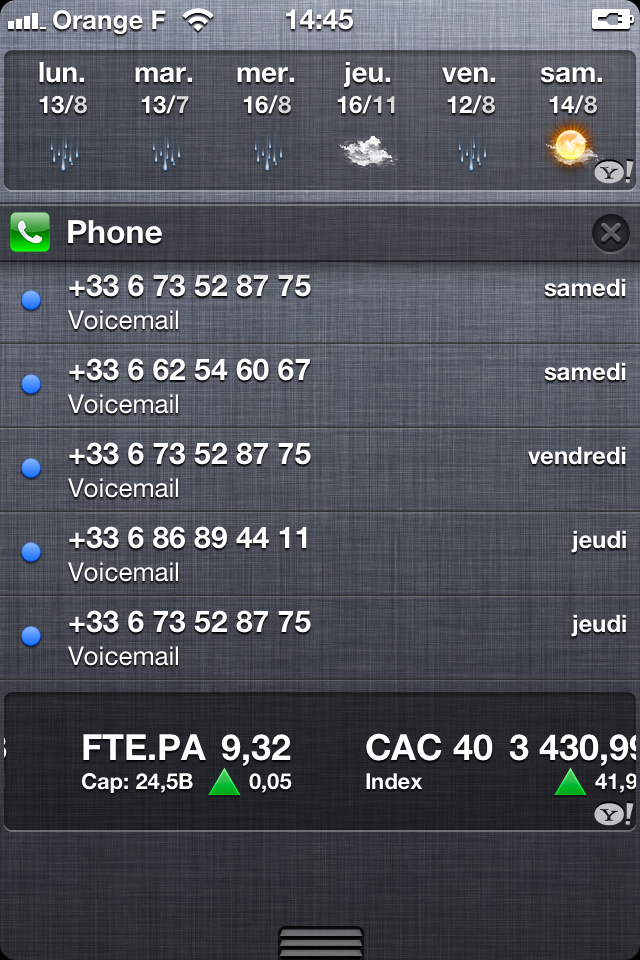 Orange F 14:45
lun. mar. mer. jeu. ven. sam.
13/8 13/7 16/8 16/11 12/8 14/8
Y!
Phone
+33 6 73 52 87 75 samedi
Voicemail
+33 6 62 54 60 67 samedi
Voicemail
+33 6 73 52 87 75 vendredi
Voicemail
+33 6 86 89 44 11 jeudi
Voicemail
+33 6 73 52 87 75 jeudi
Voicemail
FTE.PA 9,32 CAC 40 3 430,99
Cap: 24,5B 0,05 Index 41,9
Y!